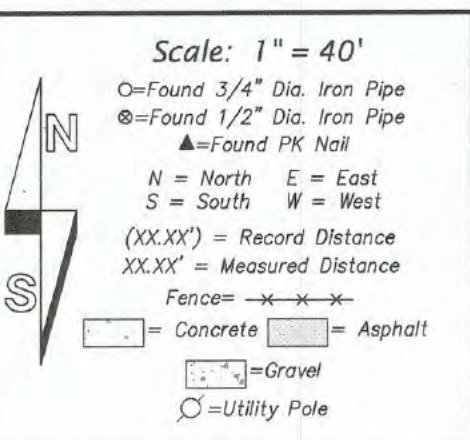 Scale: 1" = 40'
O=Found 3/4" Dia. Iron Pipe
⊗=Found 1/2" Dia. Iron Pipe
▲=Found PK Nail
N
N = North E = East
S = South W = West
(XX.XX') = Record Distance
XX.XX' = Measured Distance
S
Fence= —x—x—x—
= Concrete = Asphalt
=Gravel
=Utility Pole